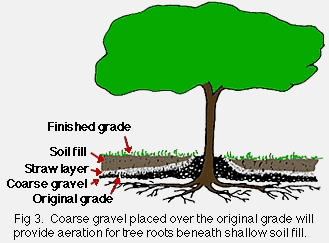 Finished grade
Soil fill
Straw layer
Coarse gravel
Original grade
Fig 3. Coarse gravel placed over the original grade will
provide aeration for tree roots beneath shallow soil fill.